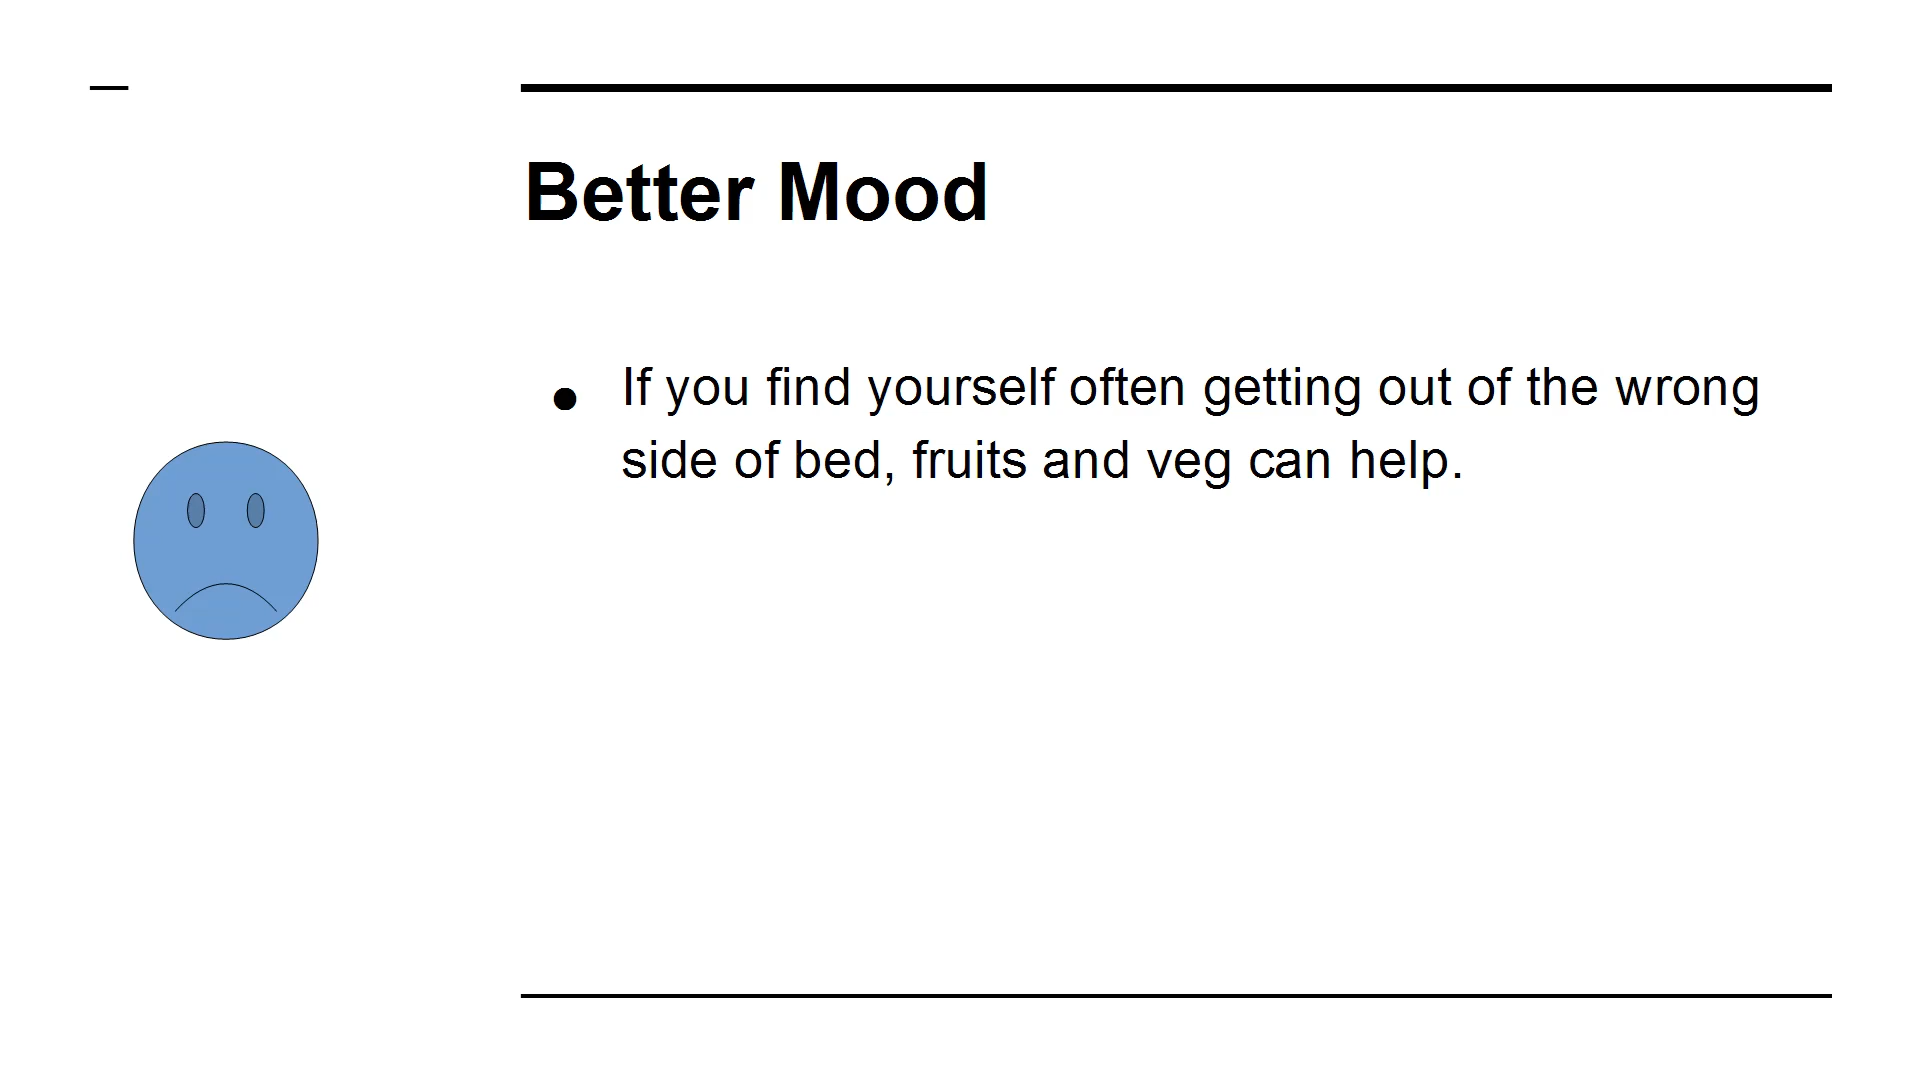 Better Mood
● If you find yourself often getting out of the wrong
side of bed, fruits and veg can help.